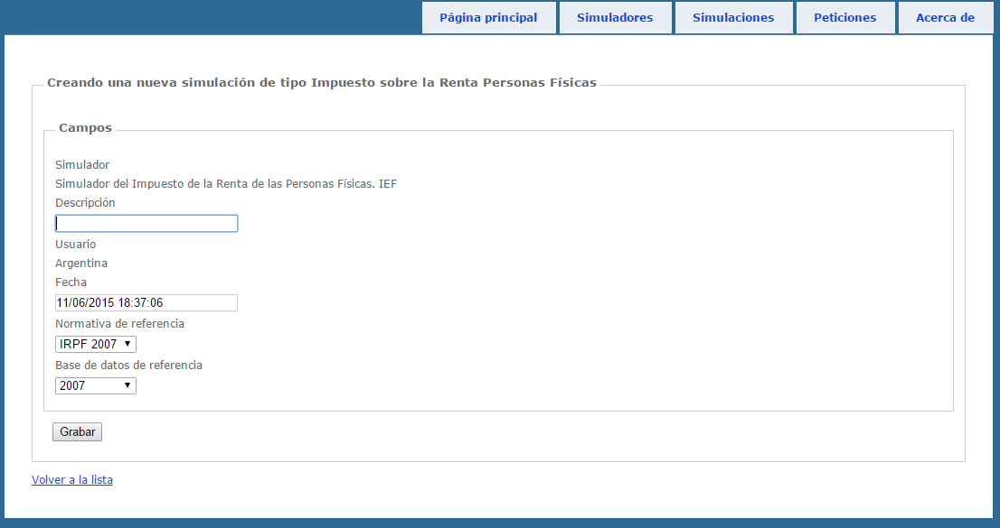 Página principal Simuladores Simulaciones Peticiones Acerca de
Creando una nueva simulación de tipo Impuesto sobre la Renta Personas Físicas
Campos
Simulador
Simulador del Impuesto de la Renta de las Personas Físicas. IEF
Descripción
Usuario
Argentina
Fecha
11/06/2015 18:37:06
Normativa de referencia
IRPF 2007
Base de datos de referencia
2007
Grabar
Volver a la lista